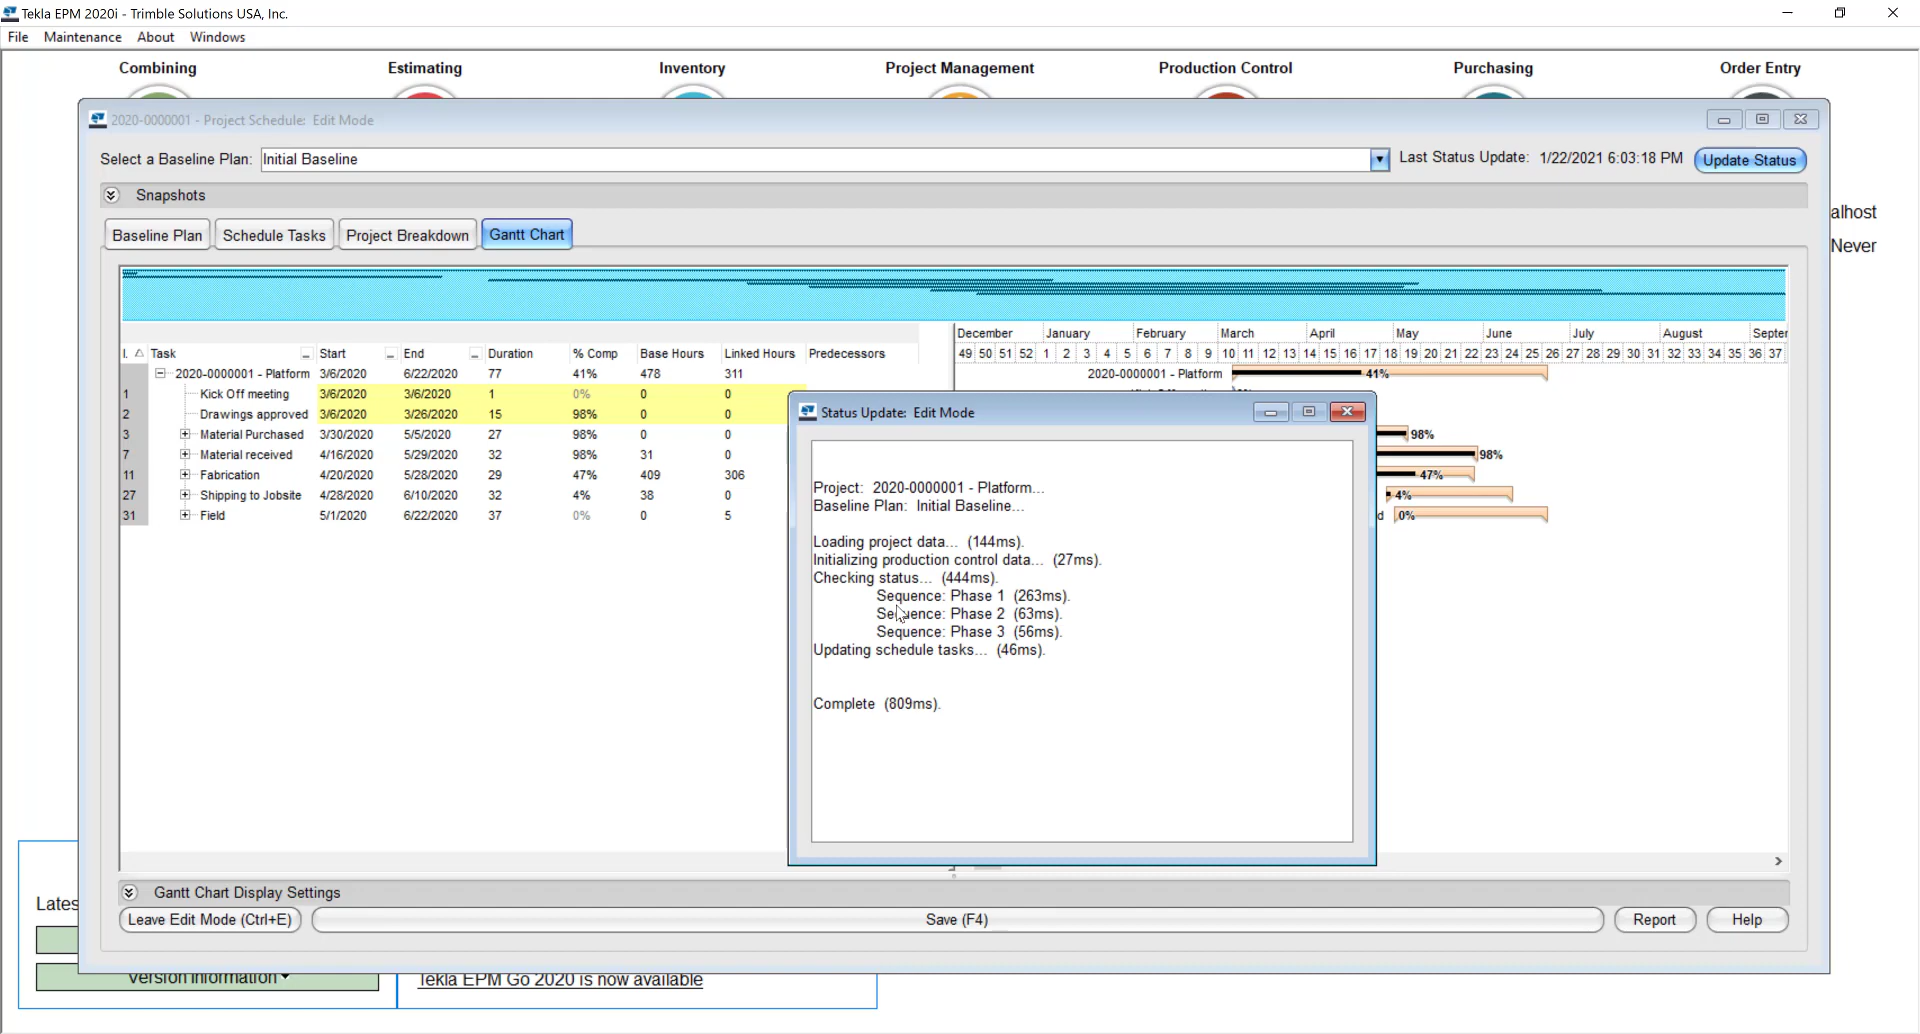 Tekla EPM 2020i - Trimble Solutions USA, Inc.
File Maintenance About Windows
Combining Estimating Inventory Project Management Production Control Purchasing Order Entry
2020-0000001 - Project Schedule: Edit Mode
Select a Baseline Plan: Initial Baseline Last Status Update: 1/22/2021 6:03:18 PM Update Status
Snapshots
alhost
Baseline Plan Schedule Tasks Project Breakdown Gantt Chart
Never
December January February March April May June July August Septer
I. Task Start End Duration % Comp Base Hours Linked Hours Predecessors 49 50 51 52 1 2 3 4 5 6 7 8 9 10 11 12 13 14 15 16 17 18 19 20 21 22 23 24 25 26 27 28 29 30 31 32 33 34 35 36 37
2020-0000001 - Platform 3/6/2020 6/22/2020 77 41% 478 311 2020-0000001 - Platform 41%
1 Kick Off meeting 3/6/2020 3/6/2020 1 0% 0 0
2 Drawings approved 3/6/2020 3/26/2020 15 98% 0 0
3 Material Purchased 3/30/2020 5/5/2020 27 98% 0 0 98%
7 Material received 4/16/2020 5/29/2020 32 98% 31 0 98%
11 Fabrication 4/20/2020 5/28/2020 29 47% 409 306 47%
27 Shipping to Jobsite 4/28/2020 6/10/2020 32 4% 38 0 4%
31 Field 5/1/2020 6/22/2020 37 0% 0 5 d 0%
Status Update: Edit Mode
Project: 2020-0000001 - Platform...
Baseline Plan: Initial Baseline...
Loading project data... (144ms).
Initializing production control data... (27ms).
Checking status... (444ms).
Sequence: Phase 1 (263ms).
Sequence: Phase 2 (63ms).
Sequence: Phase 3 (56ms).
Updating schedule tasks... (46ms).
Complete (809ms).
Gantt Chart Display Settings
Lates
Leave Edit Mode (Ctrl+E) Save (F4) Report Help
Version Information
Tekla EPM Go 2020 is now available